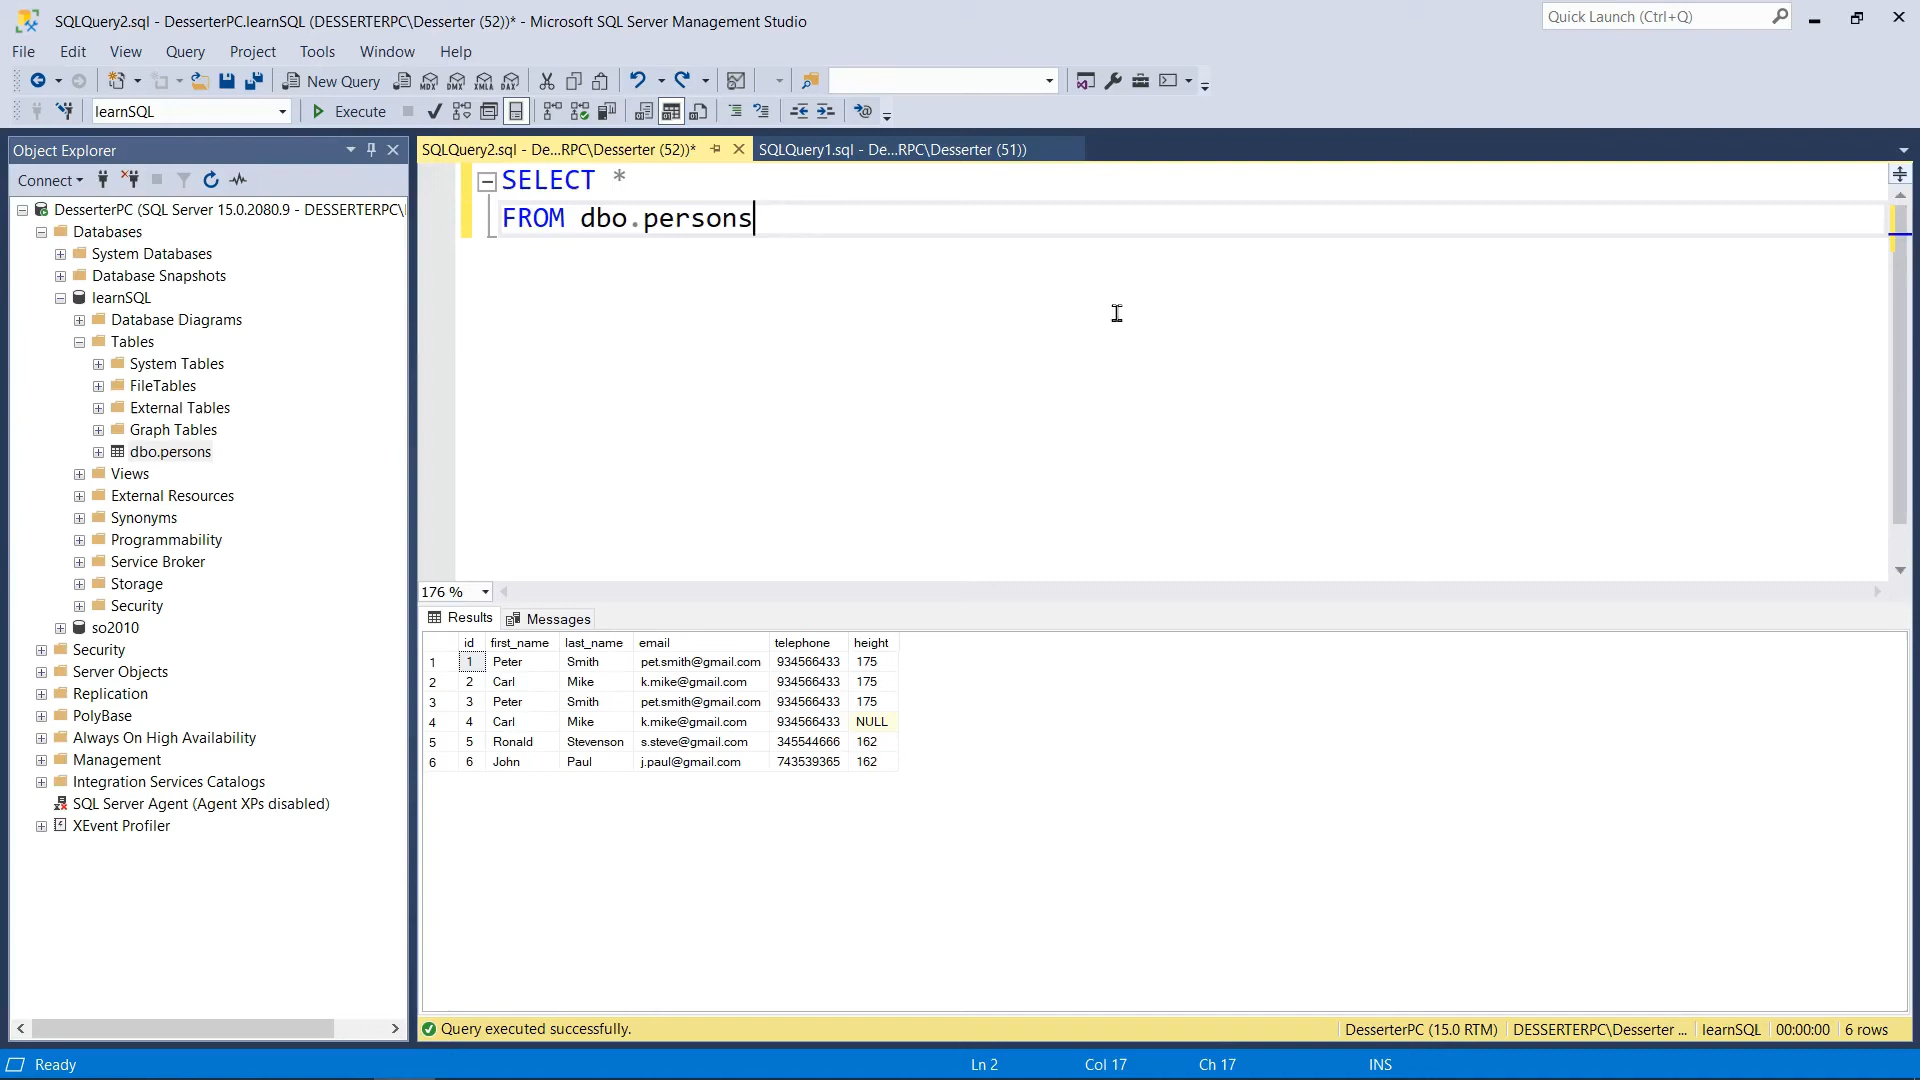 SQLQuery2.sql - DesserterPC.learnSQL (DESSERTERPC\Desserter (52))* - Microsoft SQL Server Management Studio
Quick Launch (Ctrl+Q)
File Edit View Query Project Tools Window Help
New Query MDX DMX XMLA DAX
learnSQL Execute
Object Explorer
Connect
DesserterPC (SQL Server 15.0.2080.9 - DESSERTERPC\
Databases
System Databases
Database Snapshots
learnSQL
Database Diagrams
Tables
System Tables
FileTables
External Tables
Graph Tables
dbo.persons
Views
External Resources
Synonyms
Programmability
Service Broker
Storage
Security
so2010
Security
Server Objects
Replication
PolyBase
Always On High Availability
Management
Integration Services Catalogs
SQL Server Agent (Agent XPs disabled)
XEvent Profiler
SQLQuery2.sql - De...RPC\Desserter (52))* SQLQuery1.sql - De...RPC\Desserter (51))
SELECT *
FROM dbo.persons
176 %
Results Messages
id first_name last_name email telephone height
1 1 Peter Smith pet.smith@gmail.com 934566433 175
2 2 Carl Mike k.mike@gmail.com 934566433 175
3 3 Peter Smith pet.smith@gmail.com 934566433 175
4 4 Carl Mike k.mike@gmail.com 934566433 NULL
5 5 Ronald Stevenson s.steve@gmail.com 345544666 162
6 6 John Paul j.paul@gmail.com 743539365 162
Query executed successfully. DesserterPC (15.0 RTM) DESSERTERPC\Desserter ... learnSQL 00:00:00 6 rows
Ready Ln 2 Col 17 Ch 17 INS